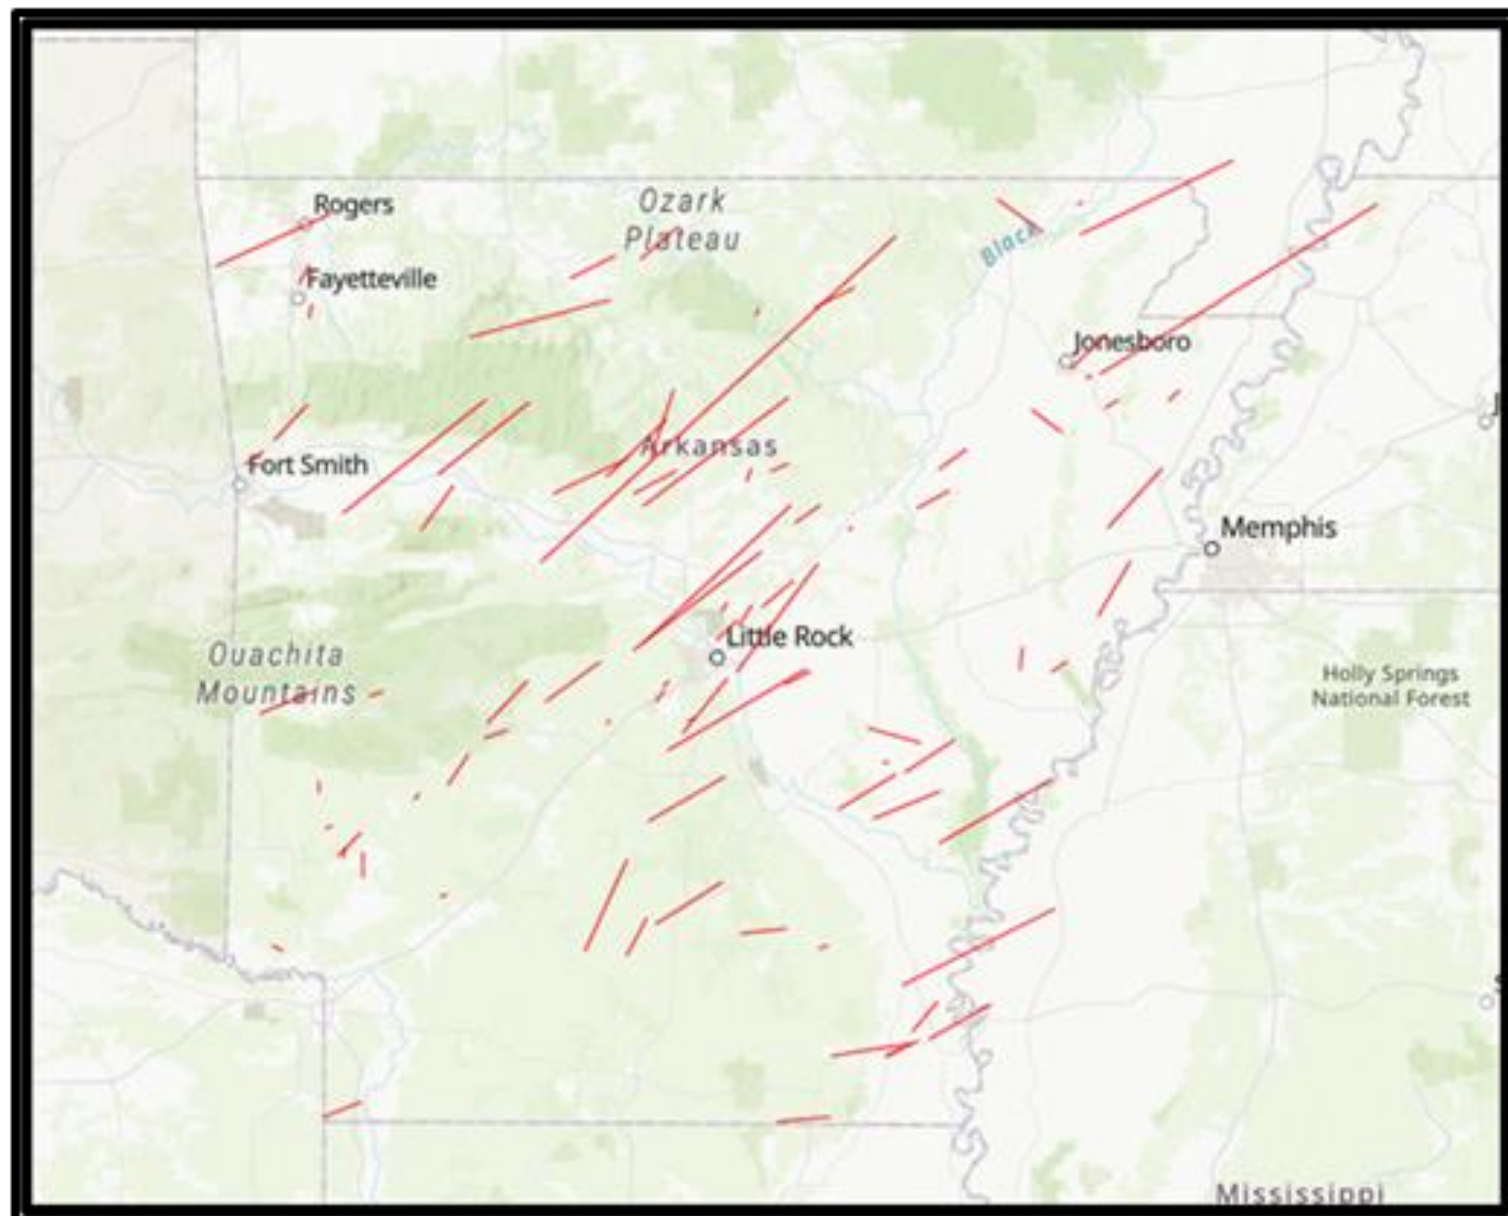 Rogers
Ozark
Plateau
Black
Fayetteville
Jonesboro
Arkansas
Fort Smith
Memphis
Little Rock
Ouachita
Mountains
Holly Springs
National Forest
Mississippi